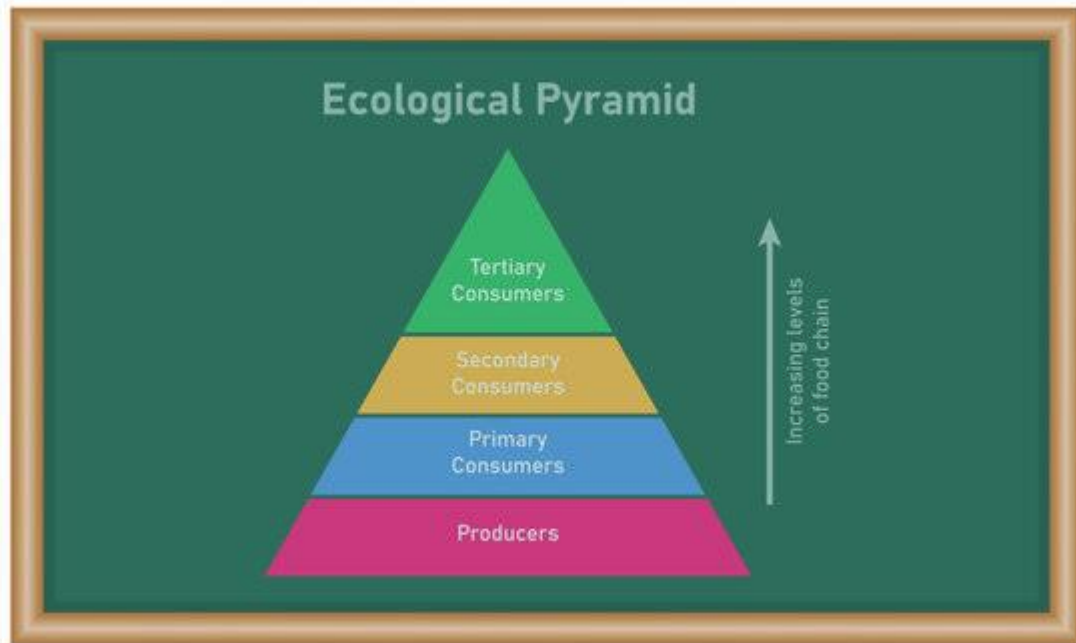 Ecological Pyramid
Tertiary
Consumers
Secondary
Consumers
Primary
Consumers
Producers
Increasing levels
of food chain